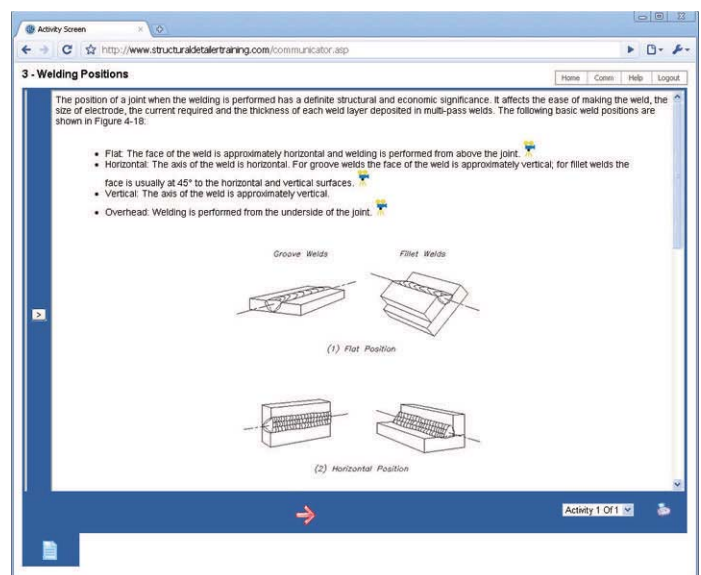 Activity Screen
http://www.structuraldetailertraining.com/communicator.asp
3 - Welding Positions
Home Comm Help Logout
The position of a joint when the welding is performed has a definite structural and economic significance. It affects the ease of making the weld, the
size of electrode, the current required and the thickness of each weld layer deposited in multi-pass welds. The following basic weld positions are
shown in Figure 4-18:
• Flat: The face of the weld is approximately horizontal and welding is performed from above the joint.
• Horizontal: The axis of the weld is horizontal. For groove welds the face of the weld is approximately vertical; for fillet welds the
face is usually at 45° to the horizontal and vertical surfaces.
• Vertical: The axis of the weld is approximately vertical.
• Overhead: Welding is performed from the underside of the joint.
Groove Welds Fillet Welds
(1) Flat Position
(2) Horizontal Position
Activity 1 Of 1